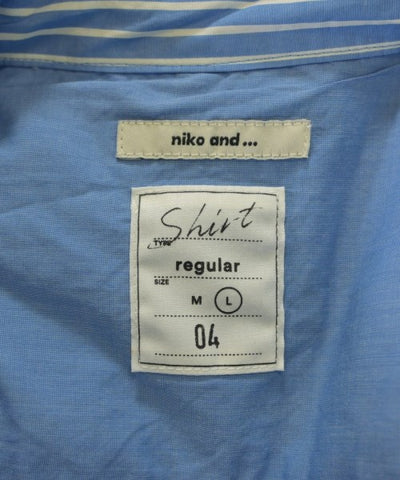 niko and...
Shirt
TYPE
regular
SIZE
M L
04